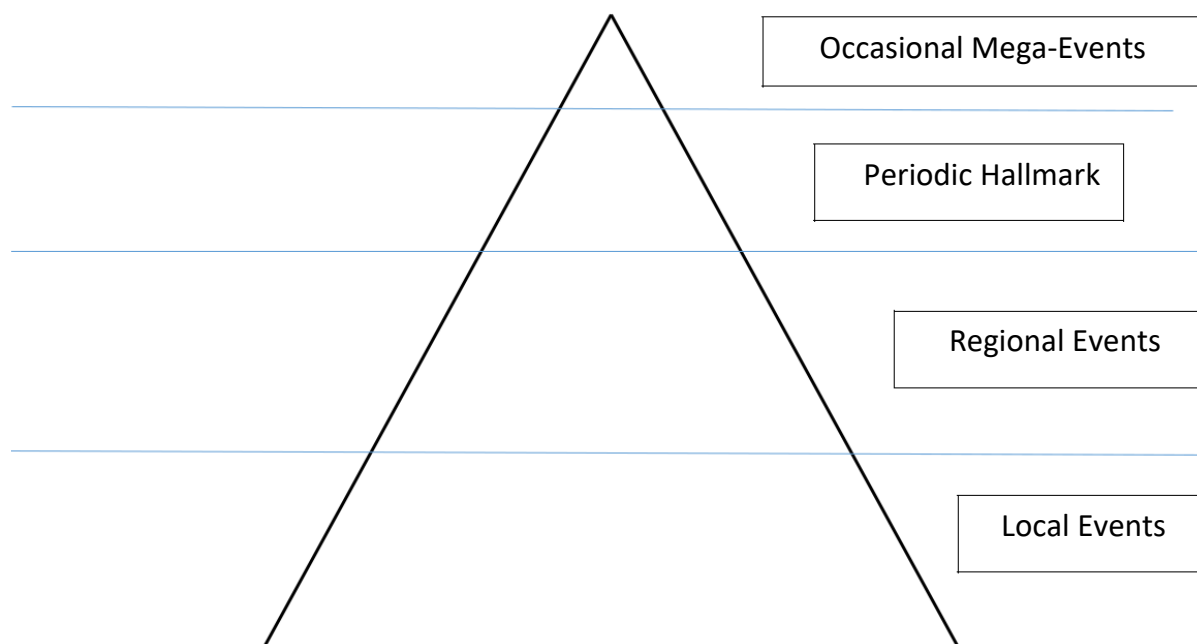 Occasional Mega-Events
Periodic Hallmark
Regional Events
Local Events